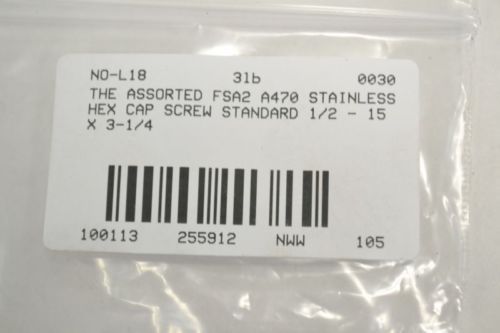 NO-L18 3lb 0030
THE ASSORTED FSA2 A470 STAINLESS
HEX CAP SCREW STANDARD 1/2 - 15
X 3-1/4
100113 255912 NWW 105